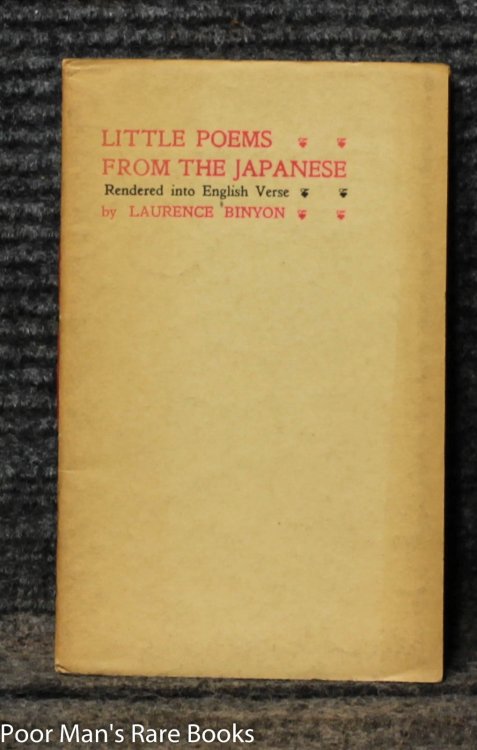 LITTLE POEMS
FROM THE JAPANESE
Rendered into English Verse
by LAURENCE BINYON
Poor Man's Rare Books